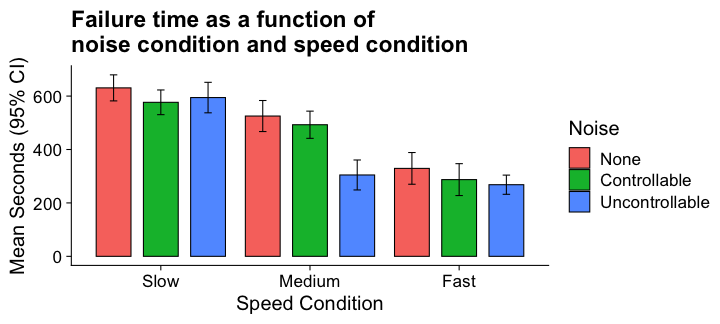 Failure time as a function of
noise condition and speed condition
Mean Seconds (95% CI)
600
400
200
0
Slow Medium Fast
Speed Condition
Noise
None
Controllable
Uncontrollable